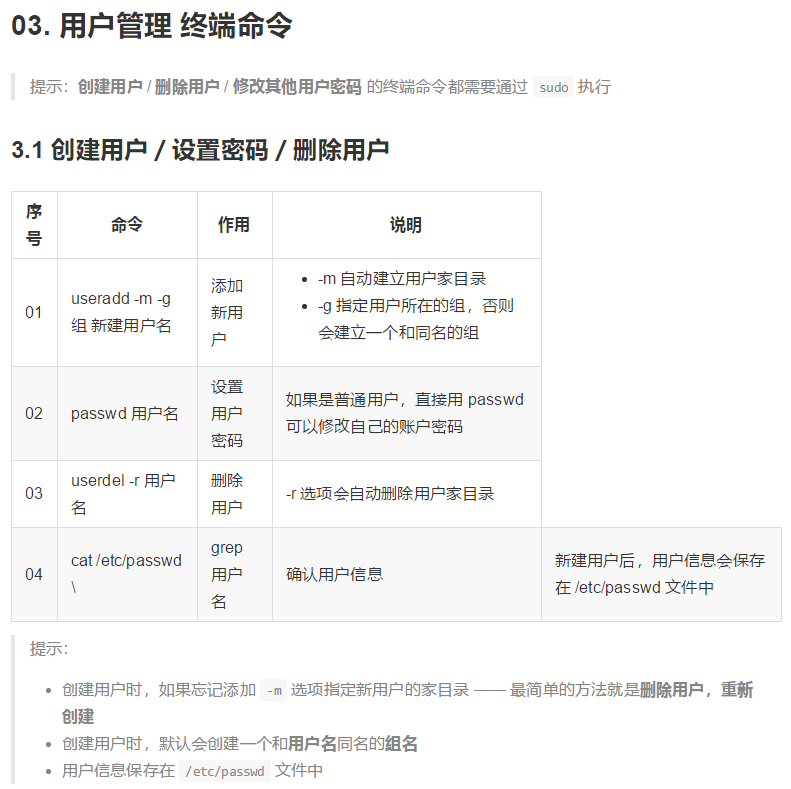 03. 用户管理 终端命令
提示：创建用户 / 删除用户 / 修改其他用户密码 的终端命令都需要通过 sudo 执行
3.1 创建用户 / 设置密码 / 删除用户
序号 命令 作用 说明
01
useradd -m -g
组 新建用户名
添加
新用
户
-m 自动建立用户家目录
-g 指定用户所在的组，否则
会建立一个和同名的组
02
passwd 用户名
设置
用户
密码
如果是普通用户，直接用 passwd
可以修改自己的账户密码
03
userdel -r 用户
名
删除
用户
-r 选项会自动删除用户家目录
04
cat /etc/passwd
\
grep
用户
名
确认用户信息
新建用户后，用户信息会保存
在 /etc/passwd 文件中
提示：
创建用户时，如果忘记添加 -m 选项指定新用户的家目录 —— 最简单的方法就是删除用户，重新
创建
创建用户时，默认会创建一个和用户名同名的组名
用户信息保存在 /etc/passwd 文件中